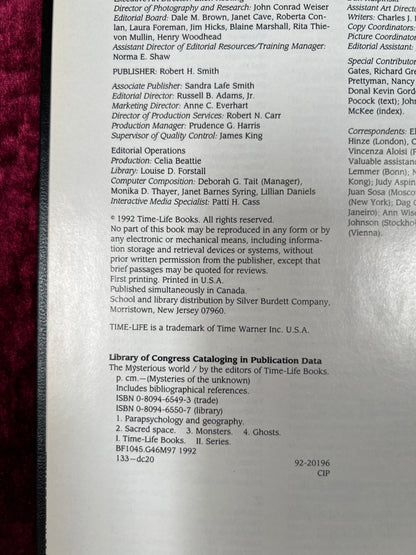 Director of Photography and Research: John Conrad Weiser
Editorial Board: Dale M. Brown, Janet Cave, Roberta Con-
lan, Laura Foreman, Jim Hicks, Blaine Marshall, Rita Thie-
von Mullin, Henry Woodhead
Assistant Director of Editorial Resources/Training Manager:
Norma E. Shaw
PUBLISHER: Robert H. Smith
Associate Publisher: Sandra Lafe Smith
Editorial Director: Russell B. Adams, Jr.
Marketing Director: Anne C. Everhart
Director of Production Services: Robert N. Carr
Production Manager: Prudence G. Harris
Supervisor of Quality Control: James King
Editorial Operations
Production: Celia Beattie
Library: Louise D. Forstall
Computer Composition: Deborah G. Tait (Manager),
Monika D. Thayer, Janet Barnes Syring, Lillian Daniels
Interactive Media Specialist: Patti H. Cass
© 1992 Time-Life Books. All rights reserved.
No part of this book may be reproduced in any form or by
any electronic or mechanical means, including informa-
tion storage and retrieval devices or systems, without
prior written permission from the publisher, except that
brief passages may be quoted for reviews.
First printing. Printed in U.S.A.
Published simultaneously in Canada.
School and library distribution by Silver Burdett Company,
Morristown, New Jersey 07960.
TIME-LIFE is a trademark of Time Warner Inc. U.S.A.
Library of Congress Cataloging in Publication Data
The Mysterious world / by the editors of Time-Life Books.
p. cm.—(Mysteries of the unknown)
Includes bibliographical references.
ISBN 0-8094-6549-3 (trade)
ISBN 0-8094-6550-7 (library)
1. Parapsychology and geography.
2. Sacred space. 3. Monsters. 4. Ghosts.
I. Time-Life Books. II. Series.
BF1045.G46M97 1992
133—dc20 92-20196
CIP
Assistant Art Direc
Writers: Charles J.
Copy Coordinators:
Picture Coordinator
Editorial Assistant:
Special Contributor
Gates, Richard Gre
Prettyman, Nancy
Donal Kevin Gordo
Pocock (text); John
McKee (index).
Correspondents: El
Hinze (London), C
Vincenza Aloisi (P
Valuable assistanc
Lemmer (Bonn); N
Kong); Judy Aspin
Juan Sosa (Mosco
(New York); Dag C
Janeiro); Ann Wis
Johnson (Stockho
(Vienna).